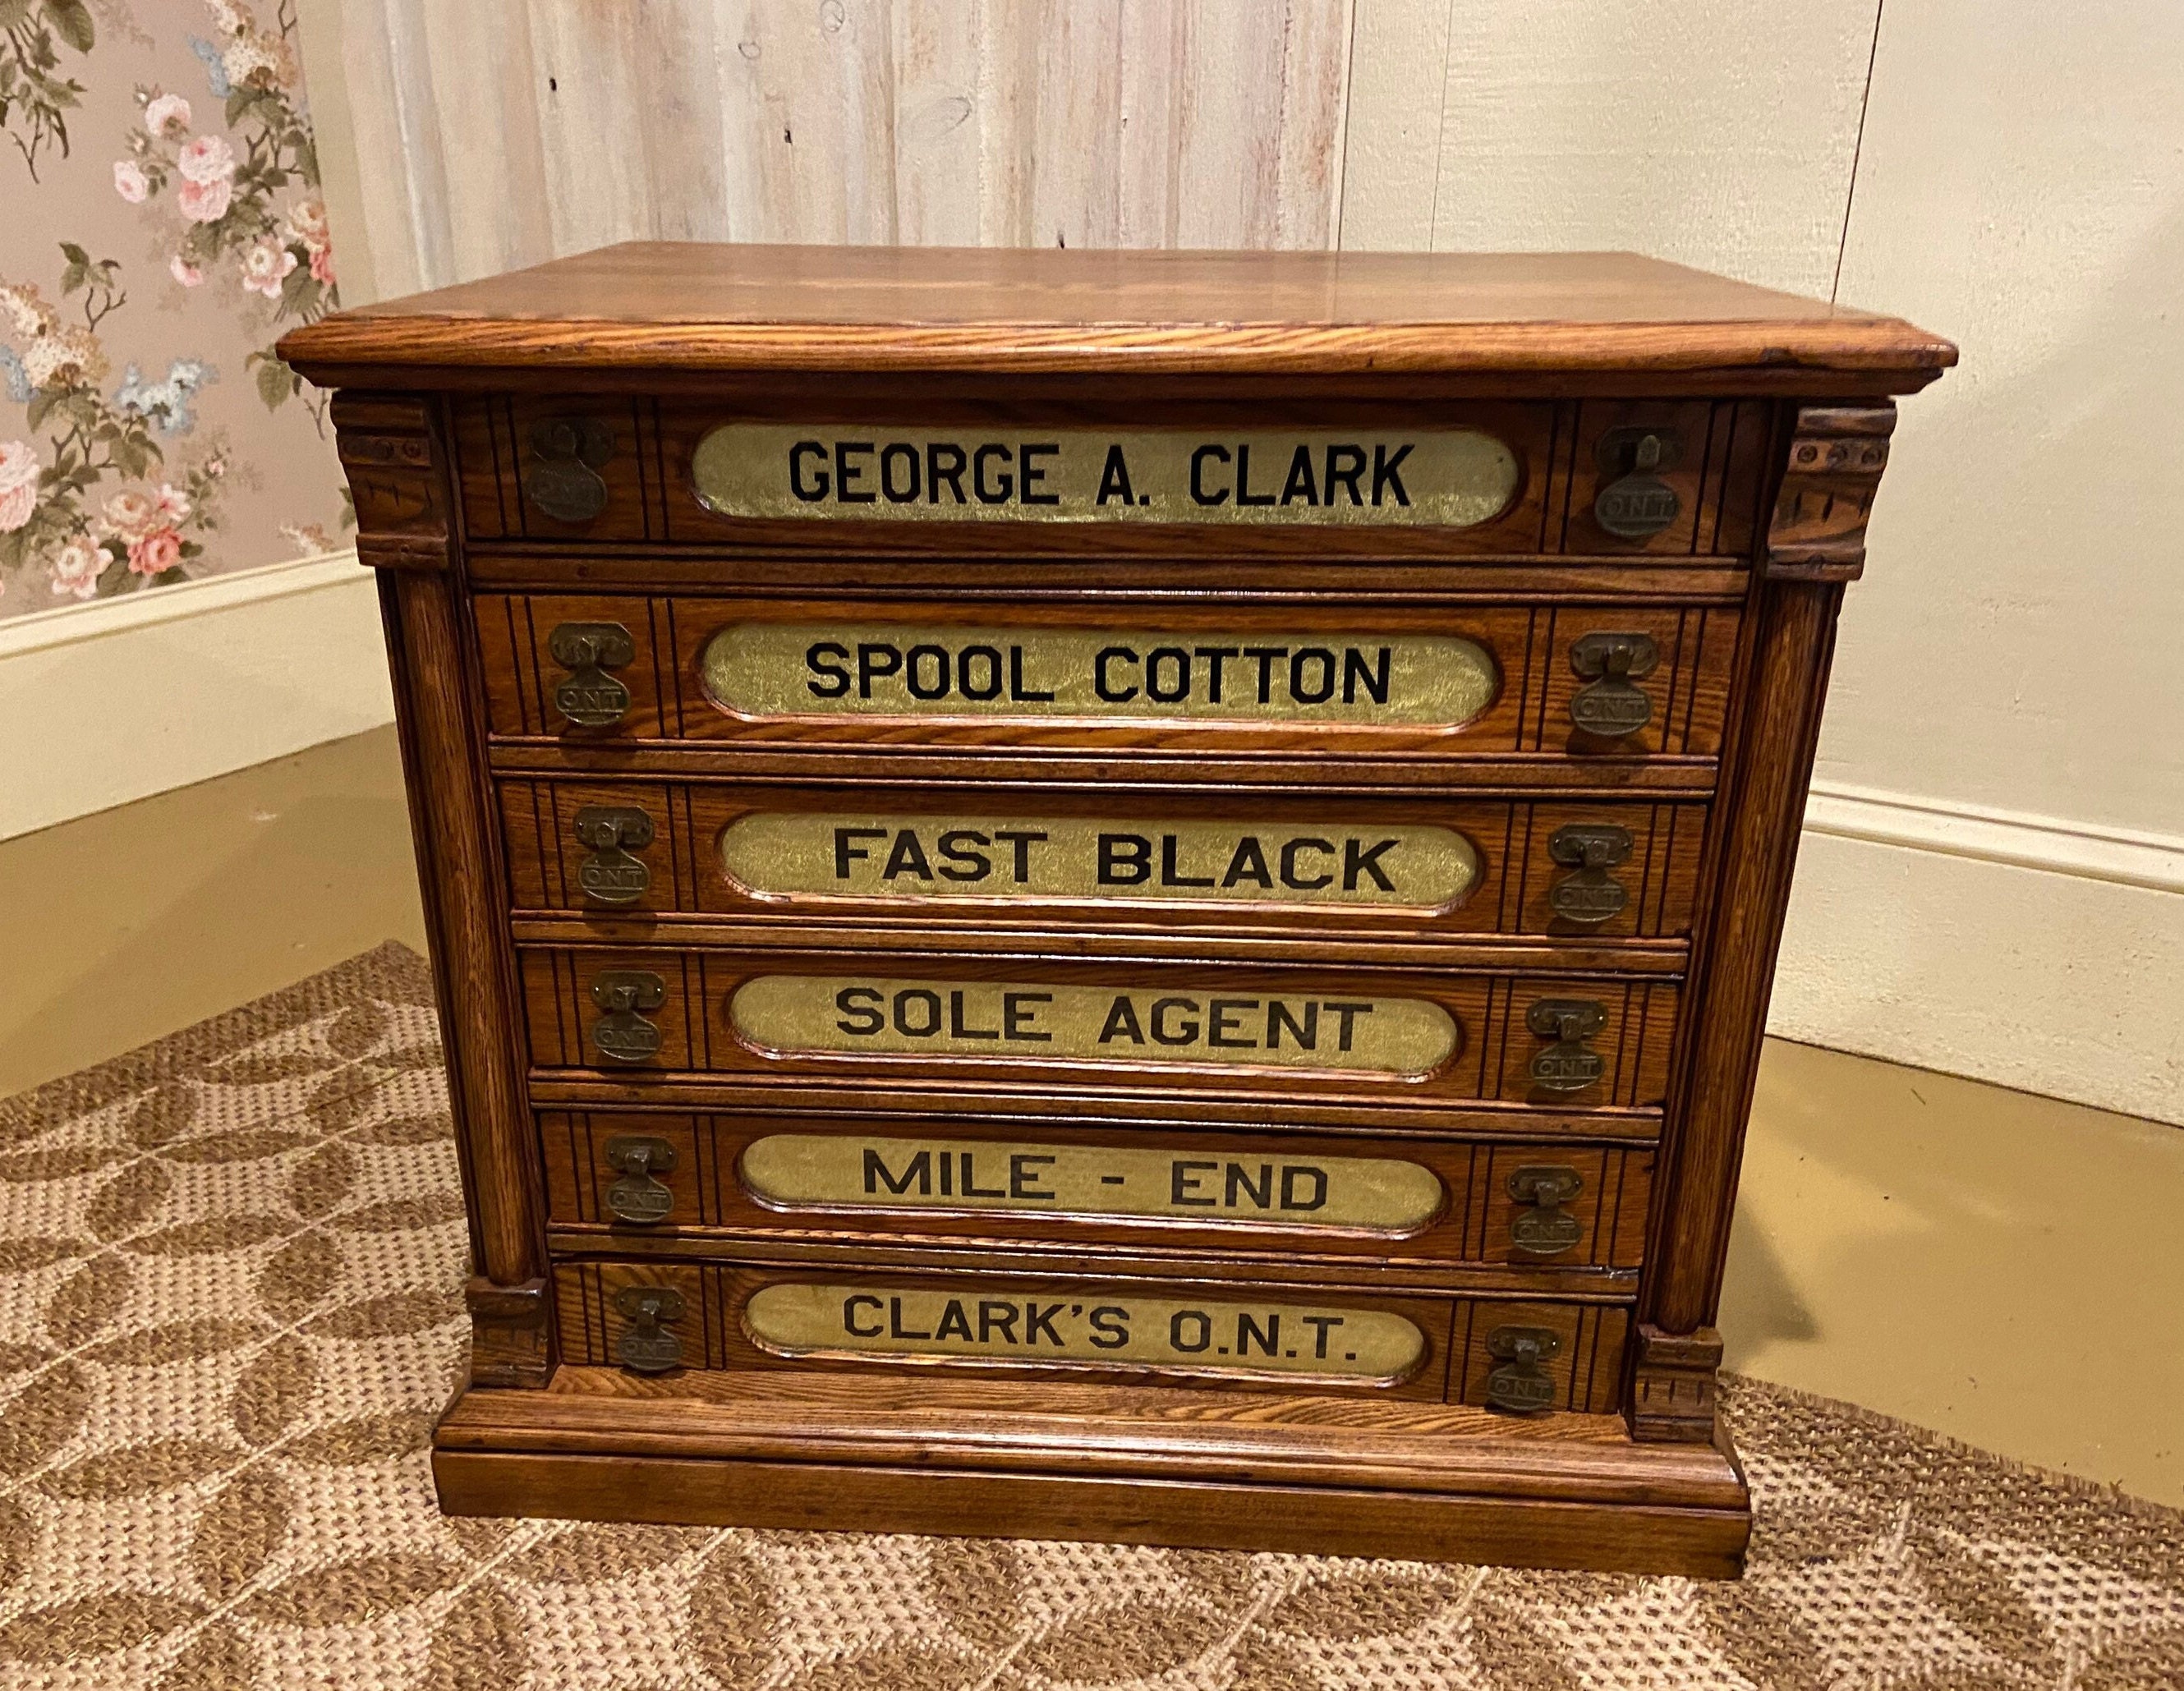 GEORGE A. CLARK
O.N.T
SPOOL COTTON
O.N.T O.N.T
FAST BLACK
O.N.T O.N.T
SOLE AGENT
O.N.T O.N.T
MILE - END
O.N.T O.N.T
CLARK'S O.N.T.
O.N.T O.N.T